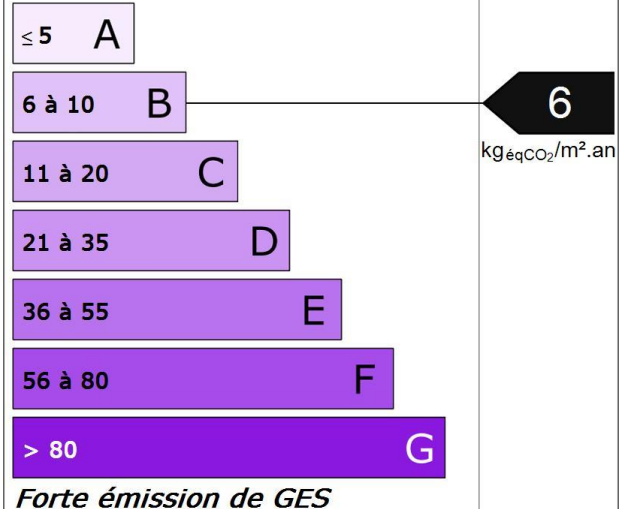 ≤ 5 A
6 à 10 B 6
kgéqCO₂/m².an
11 à 20 C
21 à 35 D
36 à 55 E
56 à 80 F
> 80 G
Forte émission de GES